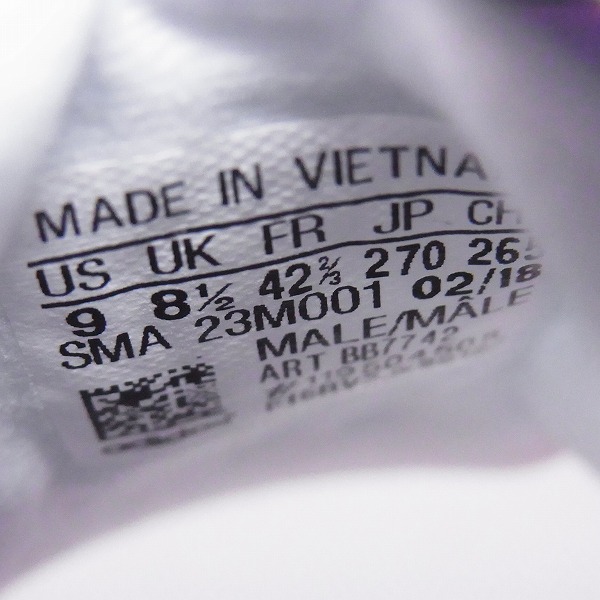 MADE IN VIETNA
US UK FR JP CH
9 8½ 42⅔ 270 265
SMA 23M001 02/18
MALE/MÂLE
ART BB7742